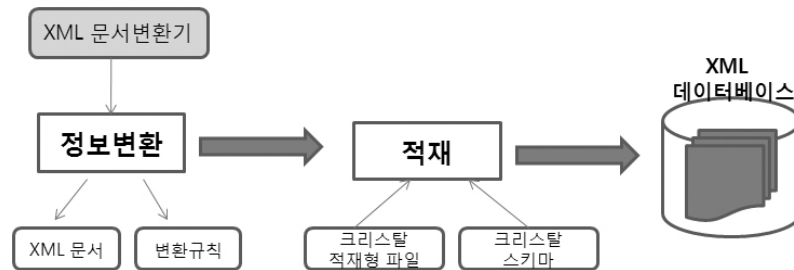 XML 문서변환기
XML
데이터베이스
정보변환
적재
XML 문서
변환규칙
크리스탈
적재형 파일
크리스탈
스키마